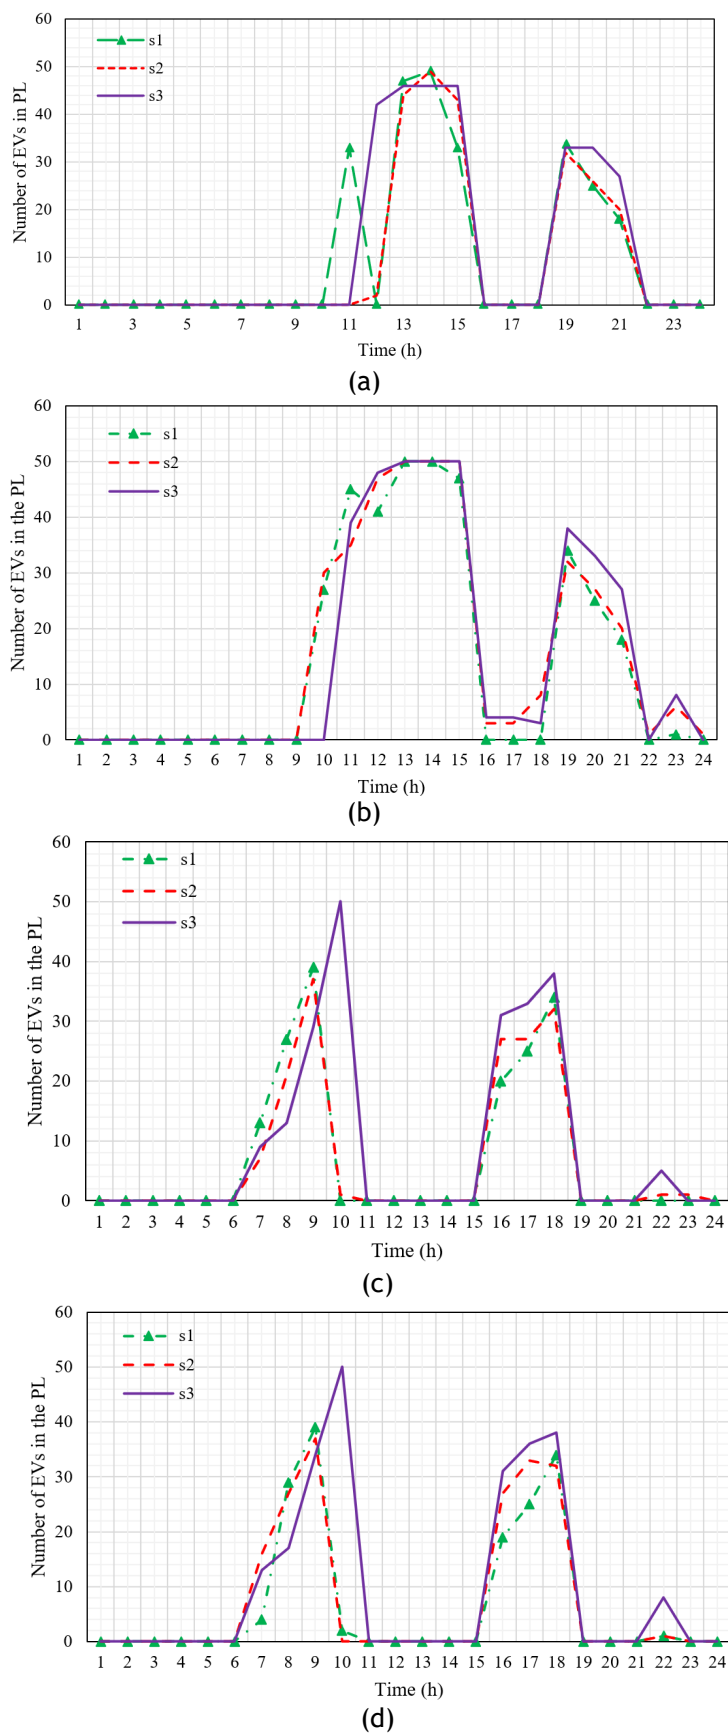 60
50
40
30
20
10
0
Number of EVs in PL
s1
s2
s3
1 3 5 7 9 11 13 15 17 19 21 23
Time (h)
(a)
60
50
40
30
20
10
0
Number of EVs in the PL
s1
s2
s3
1 2 3 4 5 6 7 8 9 10 11 12 13 14 15 16 17 18 19 20 21 22 23 24
Time (h)
(b)
60
50
40
30
20
10
0
Number of EVs in the PL
s1
s2
s3
1 2 3 4 5 6 7 8 9 10 11 12 13 14 15 16 17 18 19 20 21 22 23 24
Time (h)
(c)
60
50
40
30
20
10
0
Number of EVs in the PL
s1
s2
s3
1 2 3 4 5 6 7 8 9 10 11 12 13 14 15 16 17 18 19 20 21 22 23 24
Time (h)
(d)